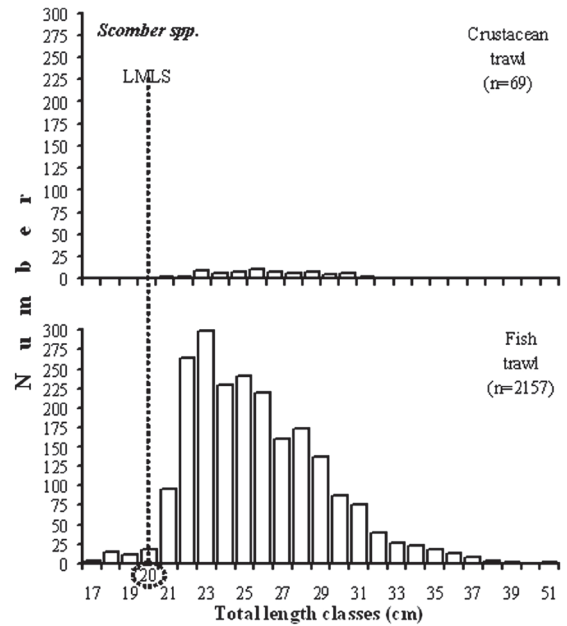 Scomber spp.
Crustacean
trawl
(n=69)
LMLS
300
275
250
225
200
175
150
125
100
75
50
25
0
Number
Fish
trawl
(n=2157)
300
275
250
225
200
175
150
125
100
75
50
25
0
17 19 20 21 23 25 27 29 31 33 35 37 39 51
Total length classes (cm)